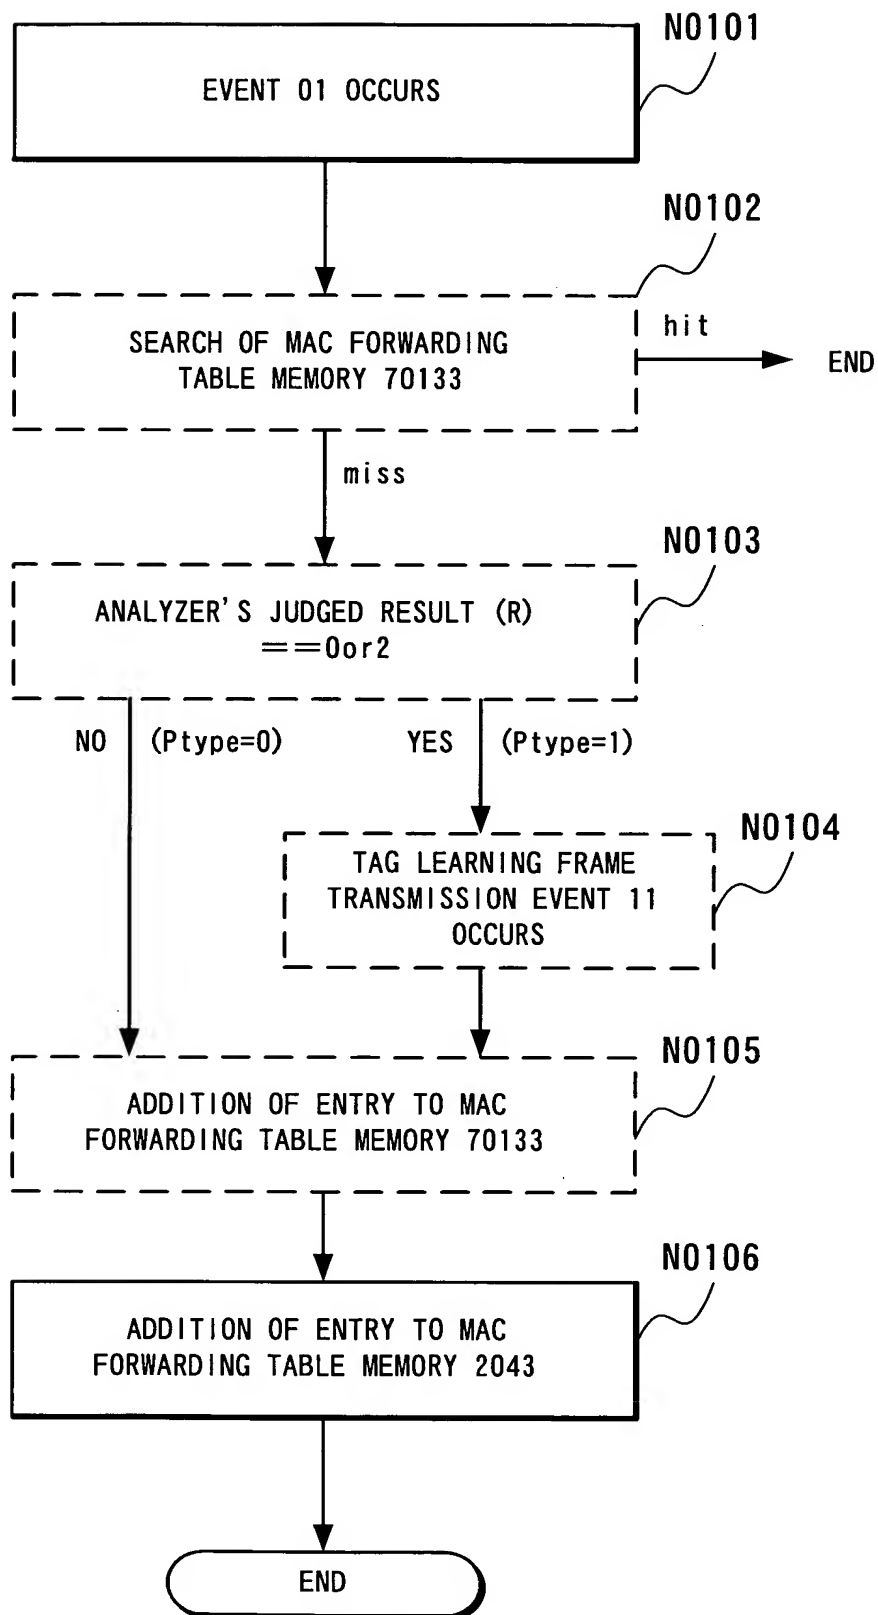 N0101
EVENT 01 OCCURS
N0102
SEARCH OF MAC FORWARDING
TABLE MEMORY 70133
hit
END
miss
N0103
ANALYZER'S JUDGED RESULT (R)
==0or2
NO (Ptype=0)
YES (Ptype=1)
N0104
TAG LEARNING FRAME
TRANSMISSION EVENT 11
OCCURS
N0105
ADDITION OF ENTRY TO MAC
FORWARDING TABLE MEMORY 70133
N0106
ADDITION OF ENTRY TO MAC
FORWARDING TABLE MEMORY 2043
END